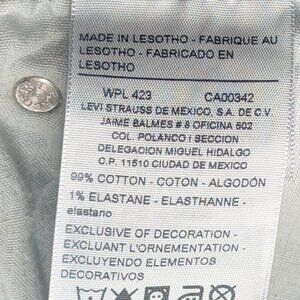 MADE IN LESOTHO - FABRIQUE AU
LESOTHO - FABRICADO EN
LESOTHO
WPL 423 CA00342
LEVI STRAUSS DE MEXICO, S.A. DE C.V.
JAIME BALMES # 8 OFICINA 502
COL. POLANCO I SECCION
DELEGACION MIGUEL HIDALGO
C.P. 11510 CIUDAD DE MEXICO
99% COTTON - COTON - ALGODÓN
1% ELASTANE - ELASTHANNE -
elastano
EXCLUSIVE OF DECORATION -
EXCLUANT L'ORNEMENTATION -
EXCLUYENDO ELEMENTOS
DECORATIVOS